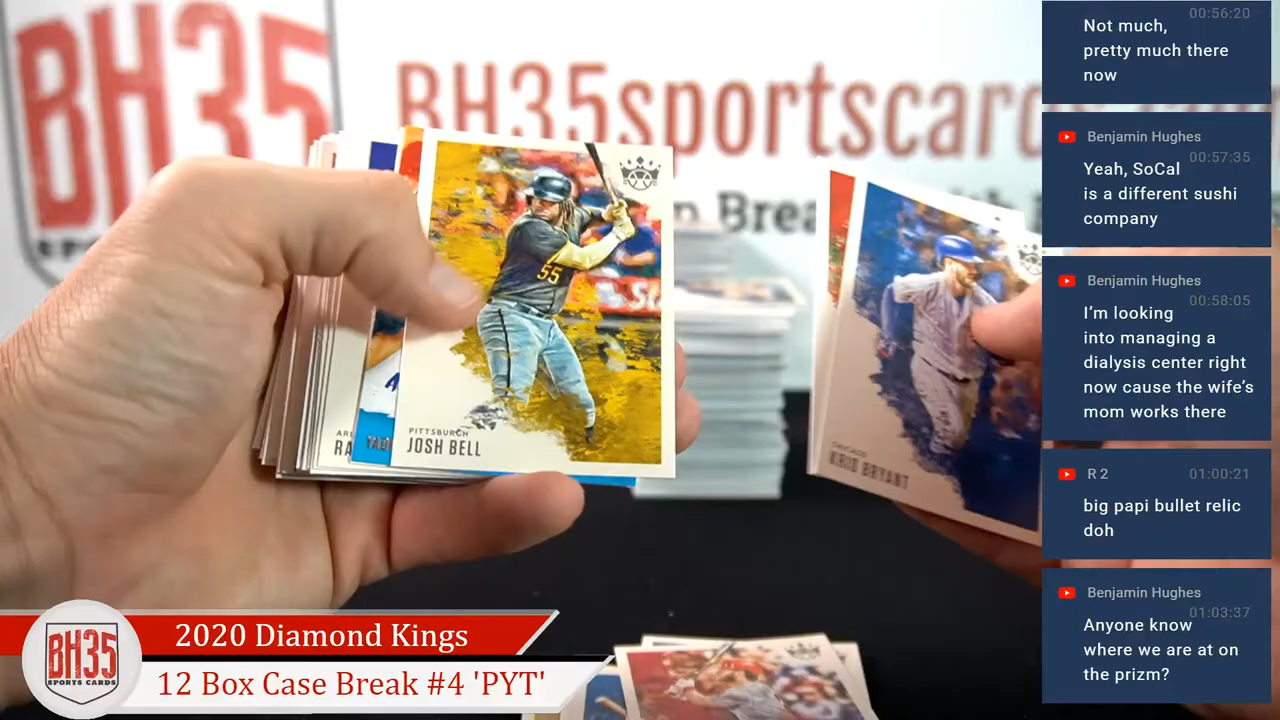 BH35
SPORTS
BH35sportscard
Brea
55
PITTSBURGH
JOSH BELL
RA
CHICAGO
KRIS BRYANT
2020 Diamond Kings
12 Box Case Break #4 'PYT'
BH35
SPORTS CARDS
00:56:20
Not much,
pretty much there
now
Benjamin Hughes
00:57:35
Yeah, SoCal
is a different sushi
company
Benjamin Hughes
00:58:05
I'm looking
into managing a
dialysis center right
now cause the wife's
mom works there
R 2
01:00:21
big papi bullet relic
doh
Benjamin Hughes
01:03:37
Anyone know
where we are at on
the prizm?